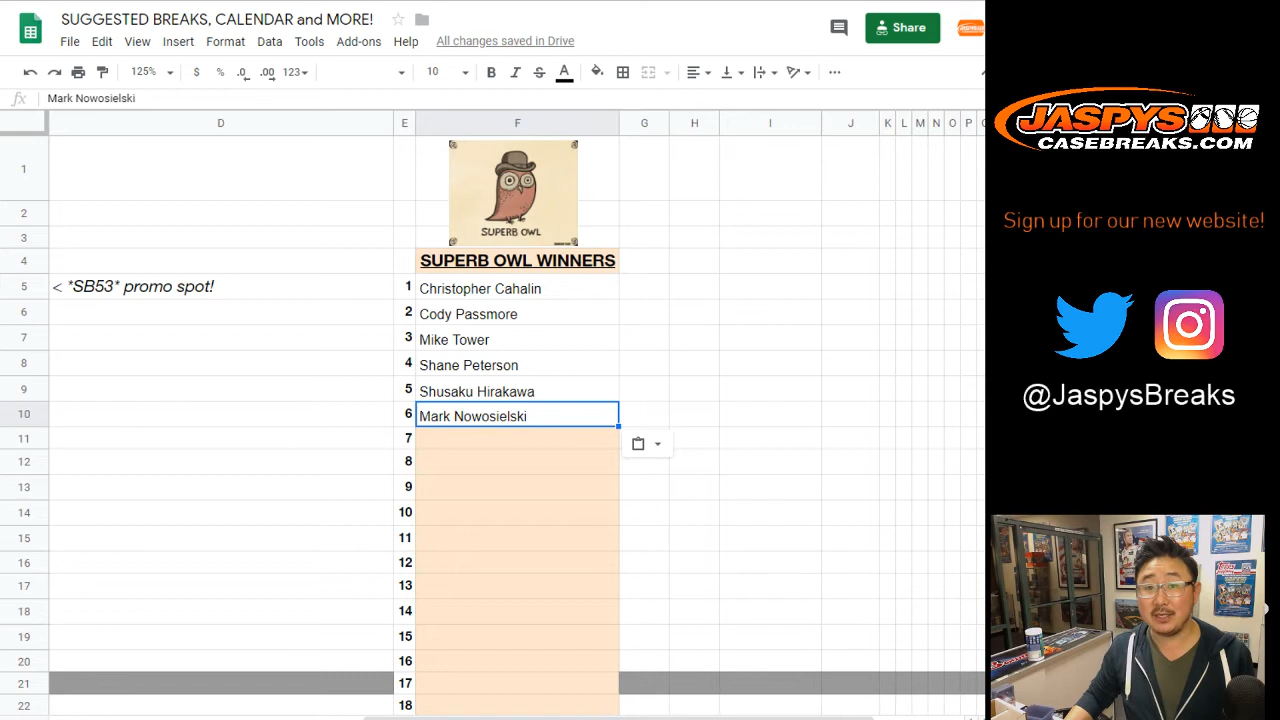 SUGGESTED BREAKS, CALENDAR and MORE!
File Edit View Insert Format Data Tools Add-ons Help All changes saved in Drive
Share
125% $ % .0 .00 123 10 B I S A
fx Mark Nowosielski
D E F G H I J K L M N O P
1
SUPERB OWL
2
3
4 SUPERB OWL WINNERS
5 < *SB53* promo spot! 1 Christopher Cahalin
6 2 Cody Passmore
7 3 Mike Tower
8 4 Shane Peterson
9 5 Shusaku Hirakawa
10 6 Mark Nowosielski
11 7
12 8
13 9
14 10
15 11
16 12
17 13
18 14
19 15
20 16
21 17
22 18
JASPYS
CASEBREAKS.COM
Sign up for our new website!
@JaspysBreaks